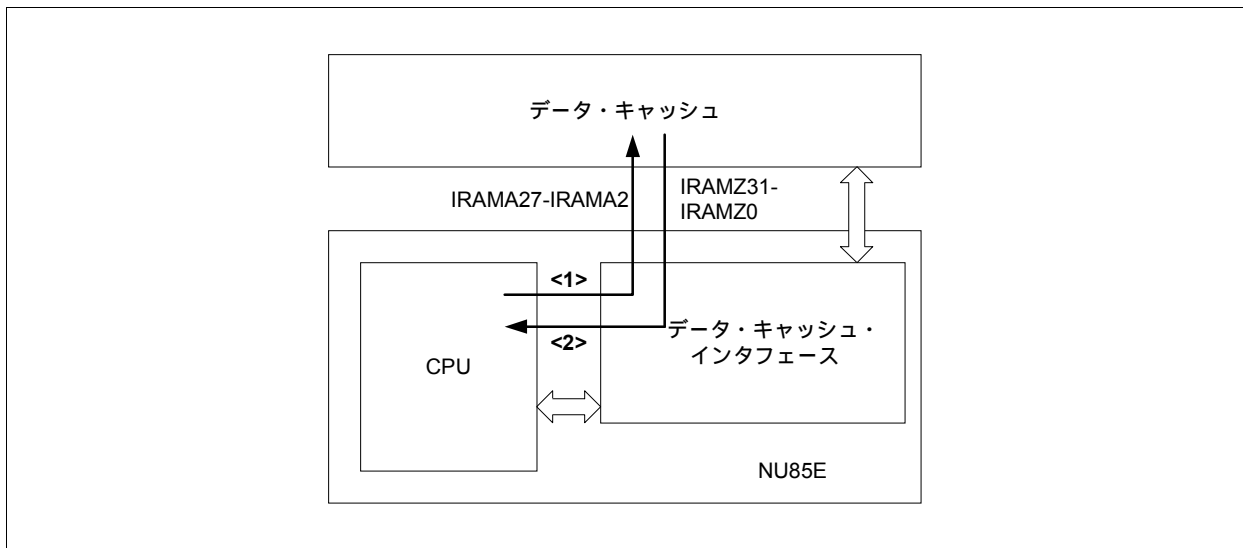 データ・キャッシュ
IRAMA27-IRAMA2
IRAMZ31-
IRAMZ0
<1>
<2>
データ・キャッシュ・
インタフェース
CPU
NU85E